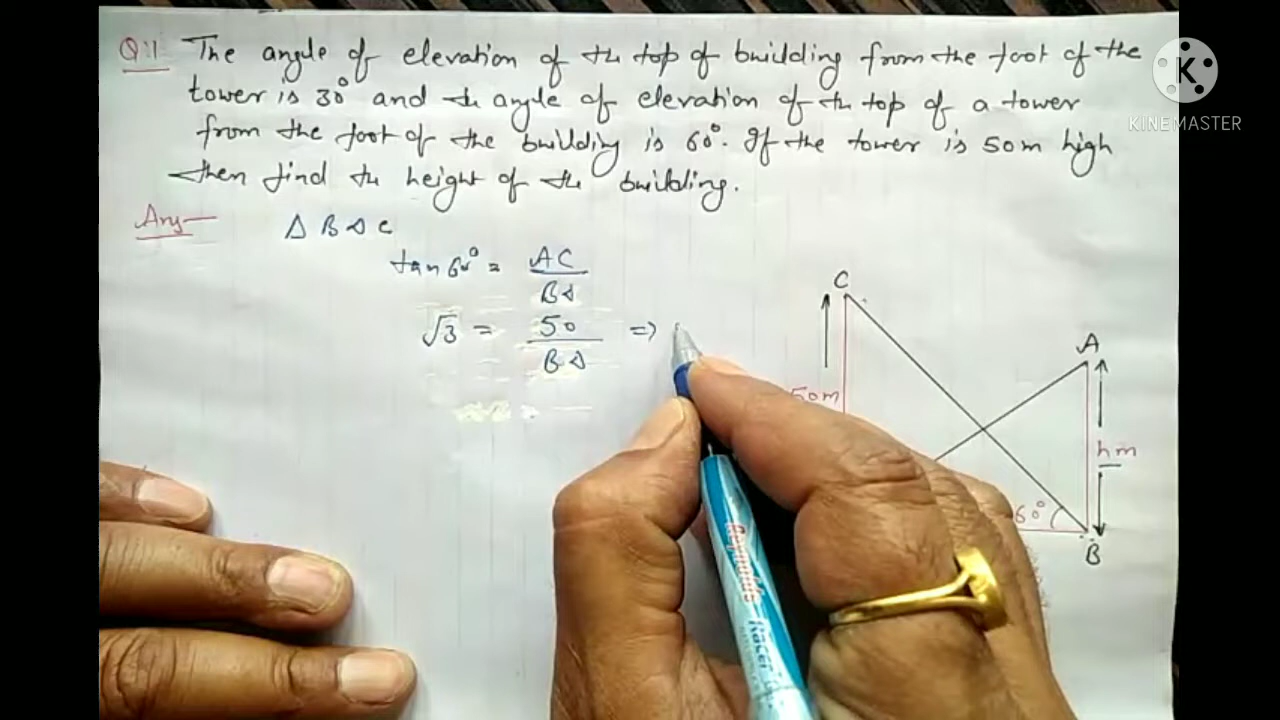 Q:1 The angle of elevation of the top of building from the foot of the
tower is 30° and the angle of elevation of the top of a tower
from the foot of the building is 60°. If the tower is 50m high
then find the height of the building.
Ans
Δ B D C
tan 60° = AC
BD
√3 = 50 =>
BD
C
A
50m
hm
60°
B
K
KINEMASTER
Reynolds Racer